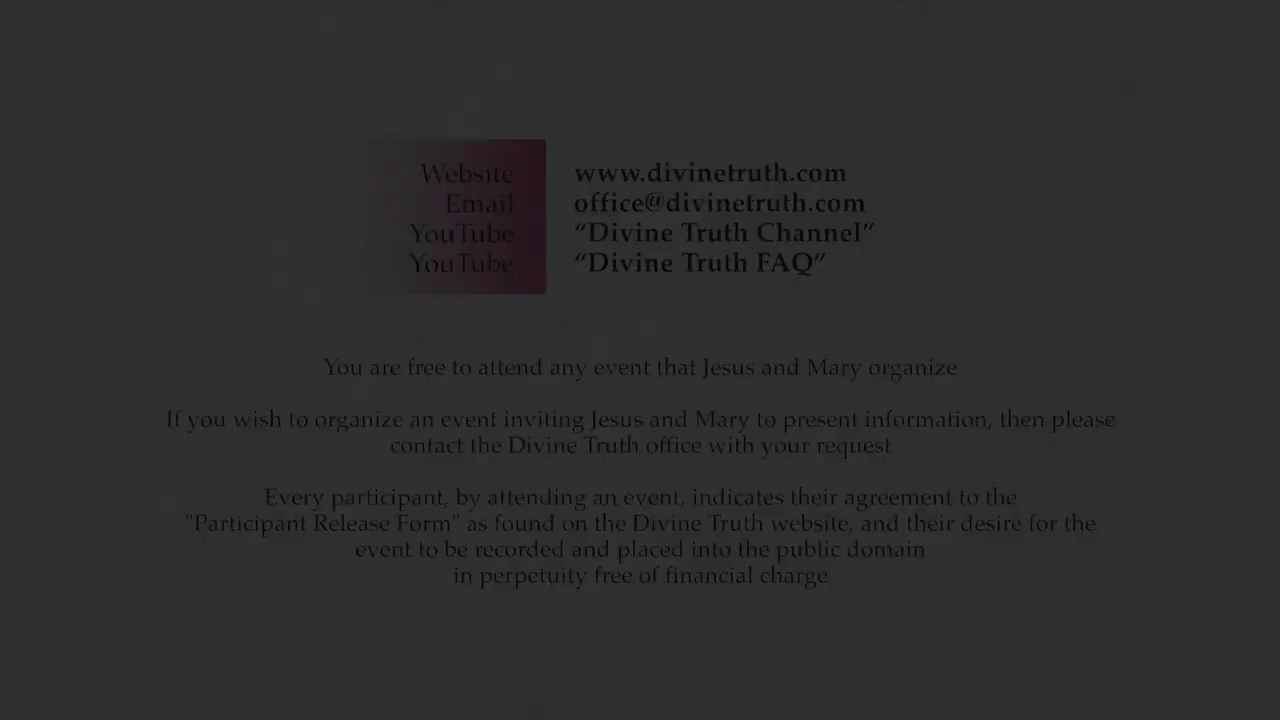 Website www.divinetruth.com
Email office@divinetruth.com
YouTube “Divine Truth Channel”
YouTube “Divine Truth FAQ”
You are free to attend any event that Jesus and Mary organize
If you wish to organize an event inviting Jesus and Mary to present information, then please
contact the Divine Truth office with your request
Every participant, by attending an event, indicates their agreement to the
"Participant Release Form" as found on the Divine Truth website, and their desire for the
event to be recorded and placed into the public domain
in perpetuity free of financial charge